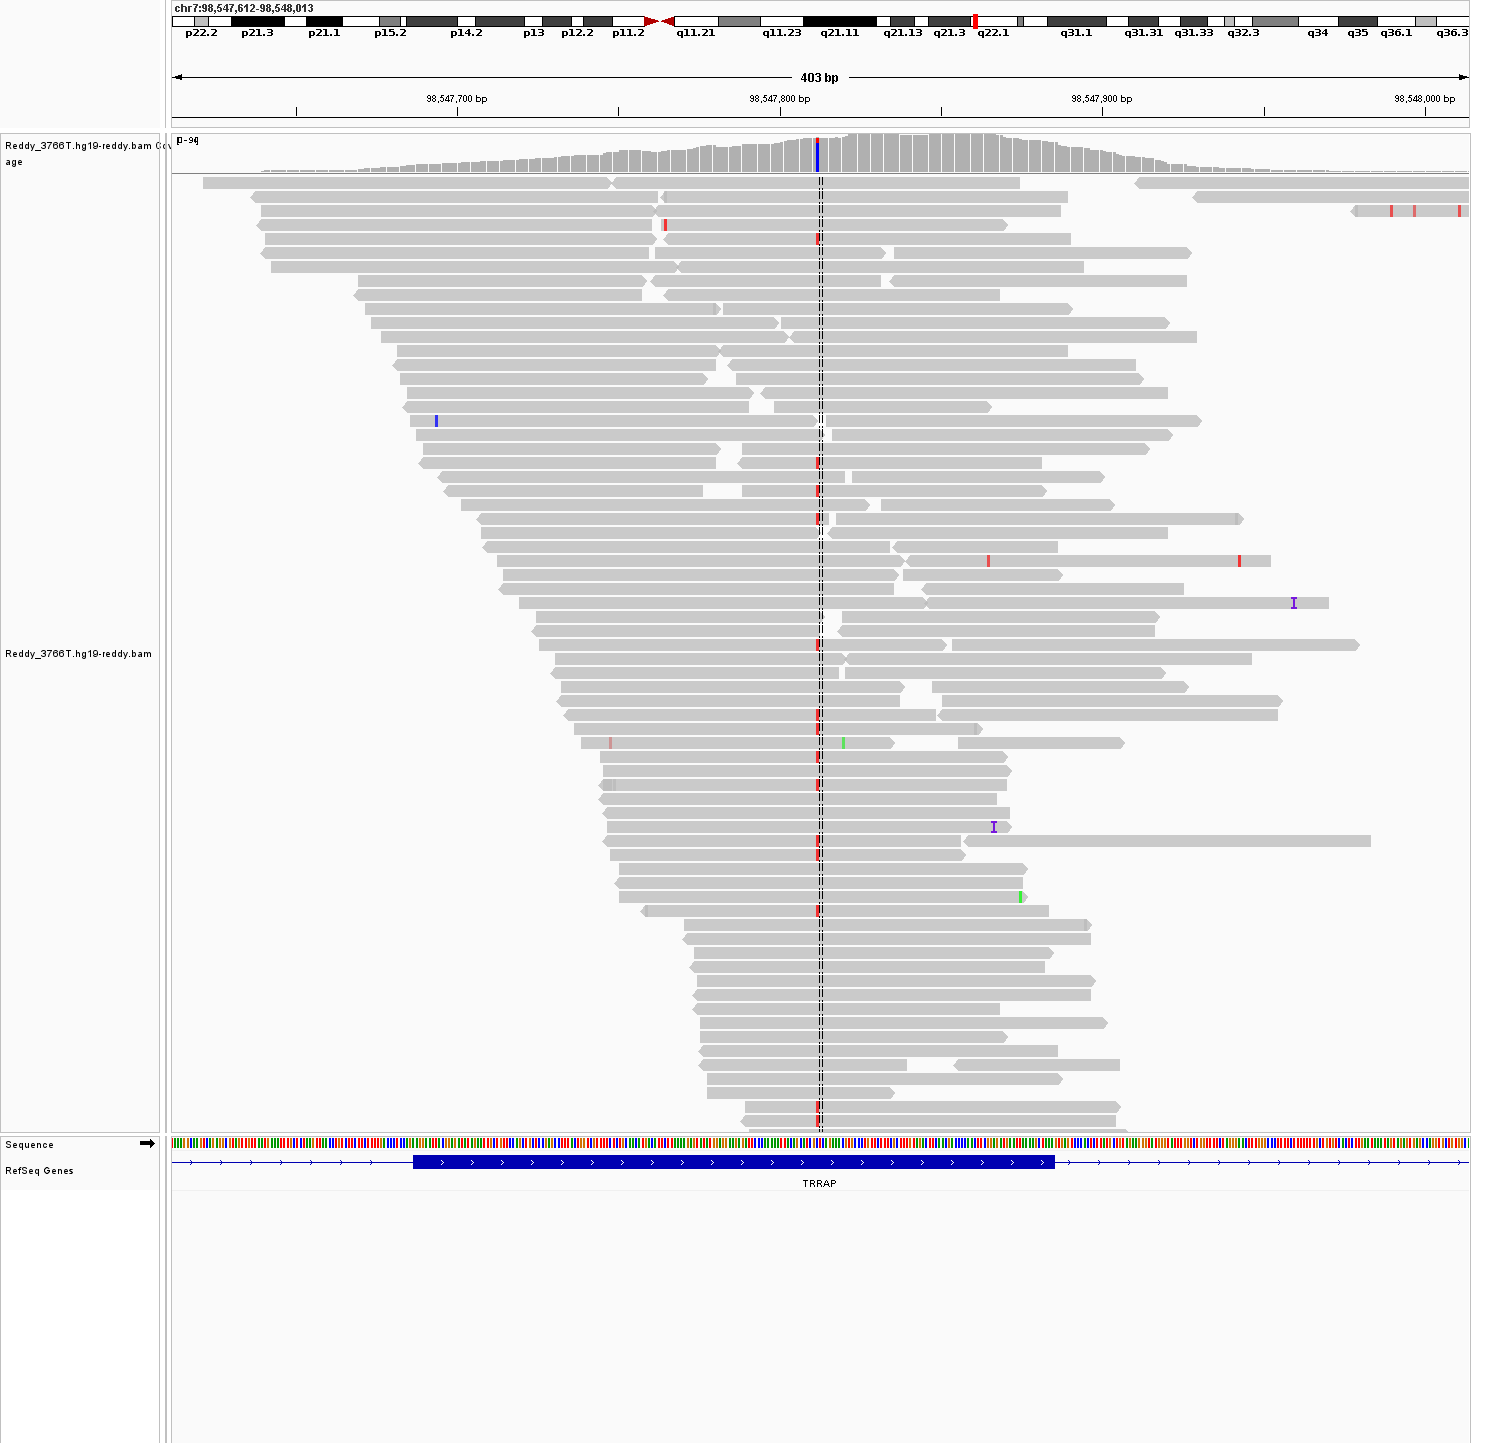 chr7:98,547,612-98,548,013
p22.2 p21.3 p21.1 p15.2 p14.2 p13 p12.2 p11.2 q11.21 q11.23 q21.11 q21.13 q21.3 q22.1 q31.1 q31.31 q31.33 q32.3 q34 q35 q36.1 q36.3
403 bp
98,547,700 bp 98,547,800 bp 98,547,900 bp 98,548,000 bp
Reddy_3766T.hg19-reddy.bam Cov
age
Reddy_3766T.hg19-reddy.bam
Sequence
RefSeq Genes
TRRAP